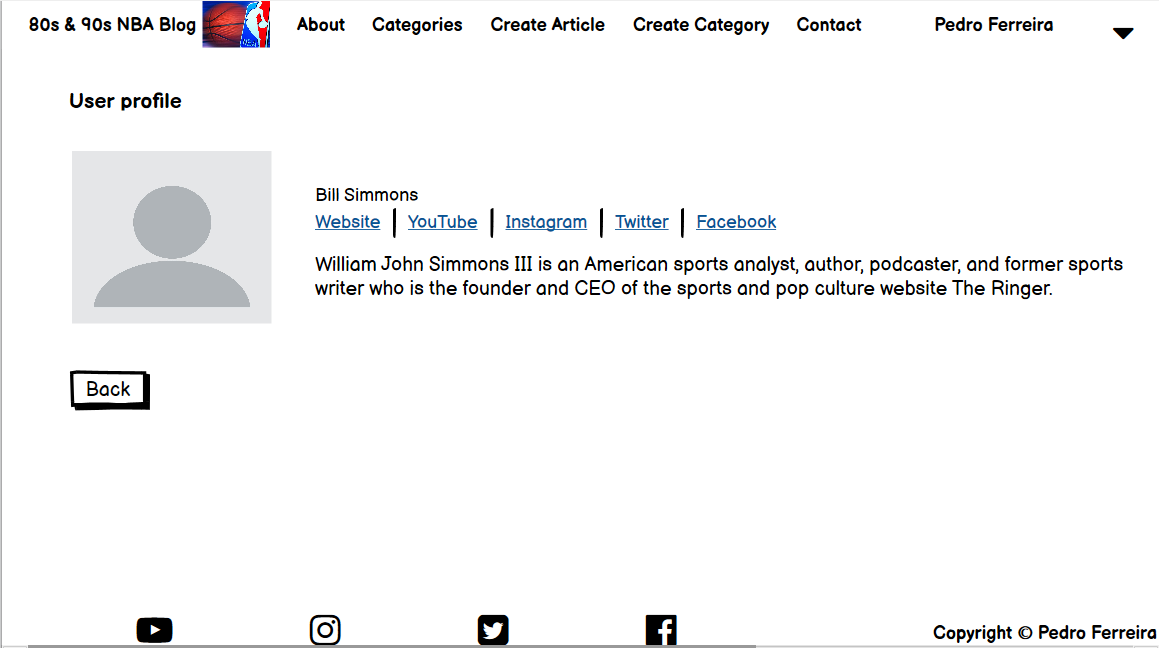 80s & 90s NBA Blog About Categories Create Article Create Category Contact Pedro Ferreira
User profile
Bill Simmons
Website YouTube Instagram Twitter Facebook
William John Simmons III is an American sports analyst, author, podcaster, and former sports
writer who is the founder and CEO of the sports and pop culture website The Ringer.
Back
Copyright © Pedro Ferreira